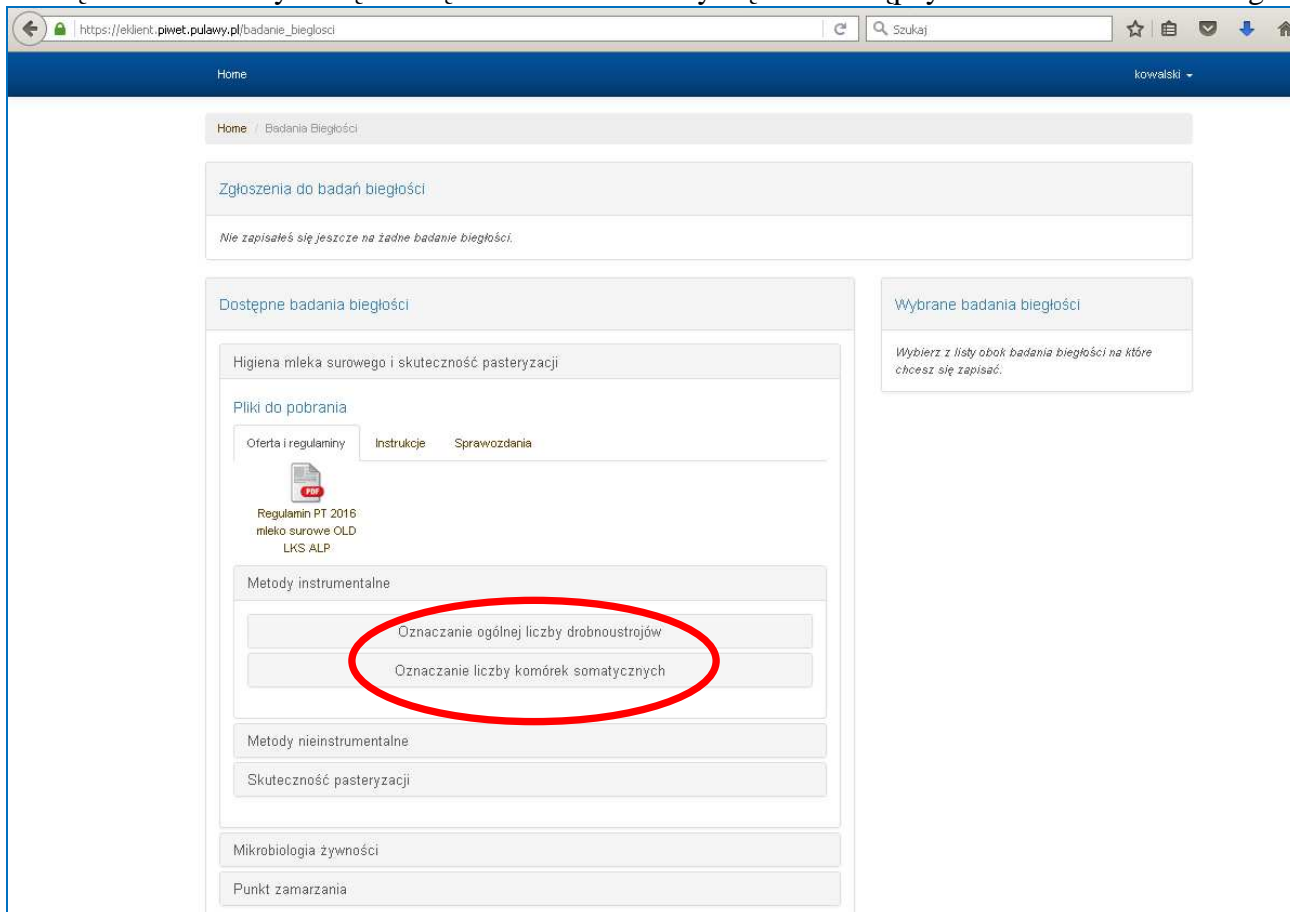 https://eklient.piwet.pulawy.pl/badanie_bieglosci
Szukaj
Home
kowalski
Home / Badania Biegłości
Zgłoszenia do badań biegłości
Nie zapisałeś się jeszcze na żadne badanie biegłości.
Dostępne badania biegłości
Wybrane badania biegłości
Wybierz z listy obok badania biegłości na które
chcesz się zapisać.
Higiena mleka surowego i skuteczność pasteryzacji
Pliki do pobrania
Oferta i regulaminy Instrukcje Sprawozdania
PDF
Regulamin PT 2016
mleko surowe OLD
LKS ALP
Metody instrumentalne
Oznaczanie ogólnej liczby drobnoustrojów
Oznaczanie liczby komórek somatycznych
Metody nieinstrumentalne
Skuteczność pasteryzacji
Mikrobiologia żywności
Punkt zamarzania